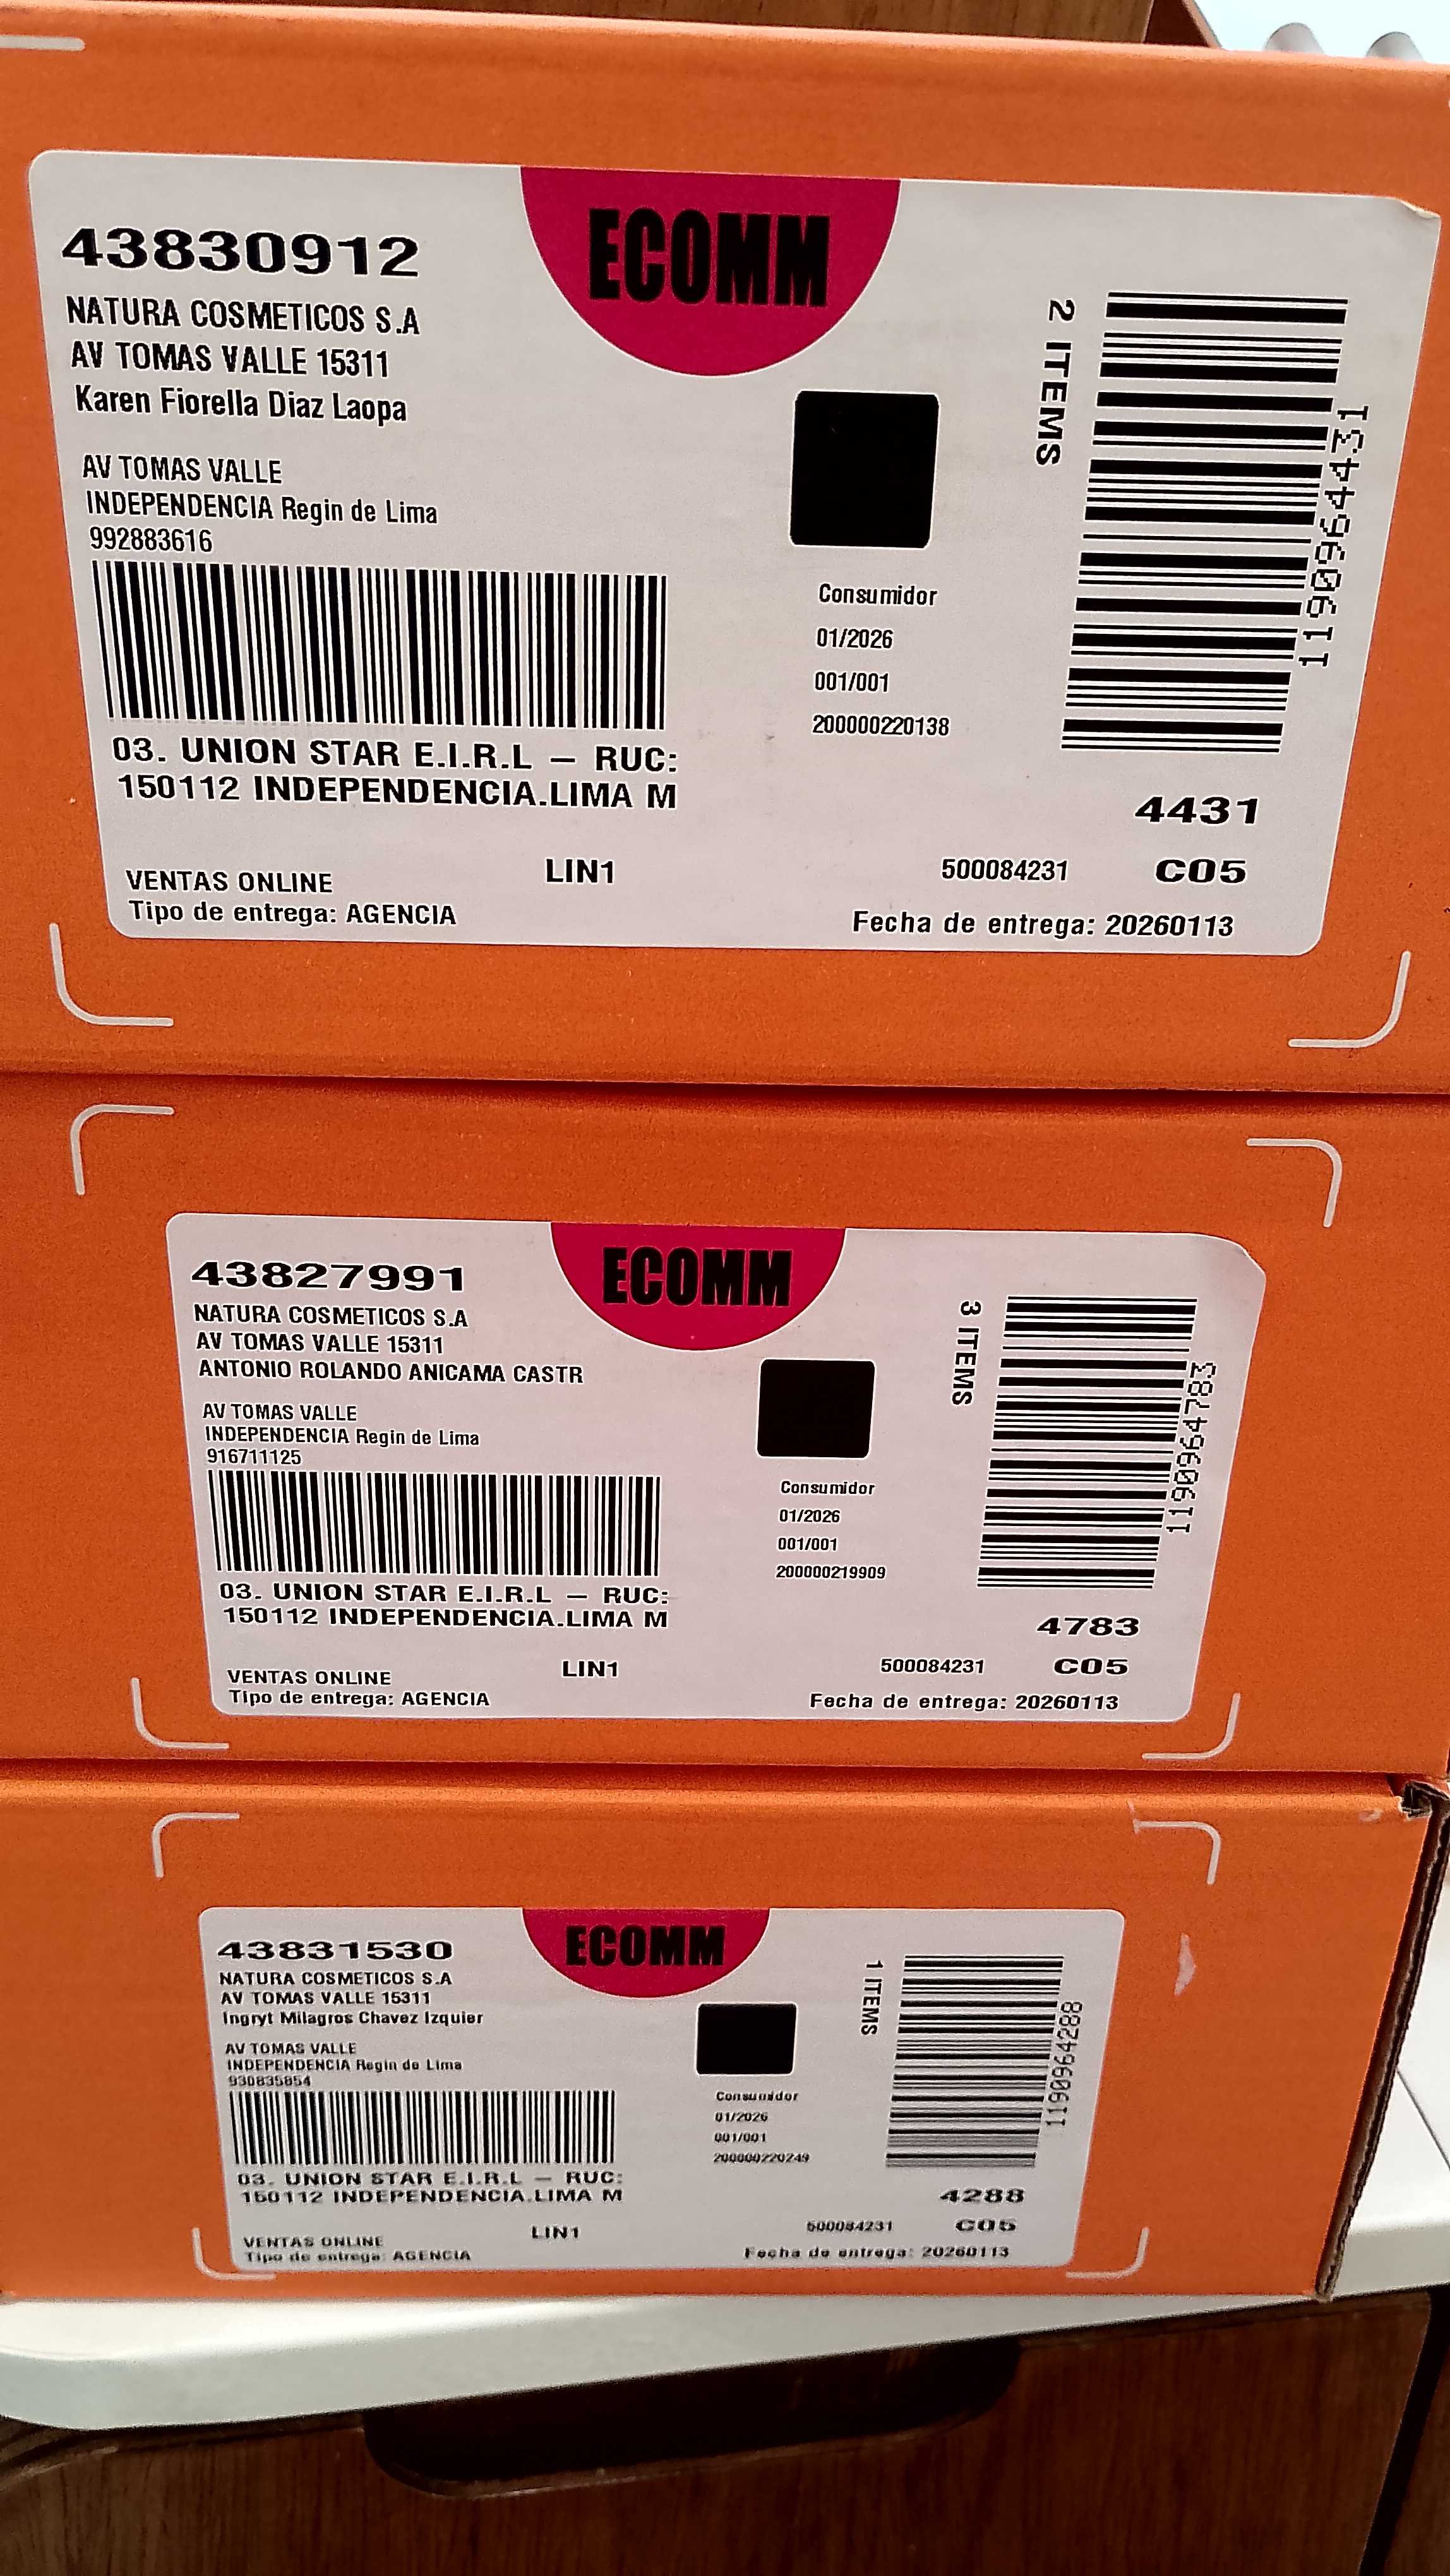 43830912
ECOMM
NATURA COSMETICOS S.A
AV TOMAS VALLE 15311
Karen Fiorella Diaz Laopa
AV TOMAS VALLE
INDEPENDENCIA Regin de Lima
992883616
2 ITEMS
1190964431
Consumidor
01/2026
001/001
200000220138
03. UNION STAR E.I.R.L – RUC:
150112 INDEPENDENCIA.LIMA M
4431
VENTAS ONLINE
LIN1
500084231
C05
Tipo de entrega: AGENCIA
Fecha de entrega: 20260113
43827991
ECOMM
NATURA COSMETICOS S.A
AV TOMAS VALLE 15311
ANTONIO ROLANDO ANICAMA CASTR
AV TOMAS VALLE
INDEPENDENCIA Regin de Lima
916711125
3 ITEMS
1190964783
Consumidor
01/2026
001/001
200000219909
03. UNION STAR E.I.R.L – RUC:
150112 INDEPENDENCIA.LIMA M
4783
VENTAS ONLINE
LIN1
500084231
C05
Tipo de entrega: AGENCIA
Fecha de entrega: 20260113
43831530
ECOMM
NATURA COSMETICOS S.A
AV TOMAS VALLE 15311
Ingryt Milagros Chavez Izquier
AV TOMAS VALLE
INDEPENDENCIA Regin de Lima
930835854
1 ITEMS
1190964288
Consumidor
01/2026
001/001
200000220249
03. UNION STAR E.I.R.L – RUC:
150112 INDEPENDENCIA.LIMA M
4288
VENTAS ONLINE
LIN1
500084231
C05
Tipo de entrega: AGENCIA
Fecha de entrega: 20260113